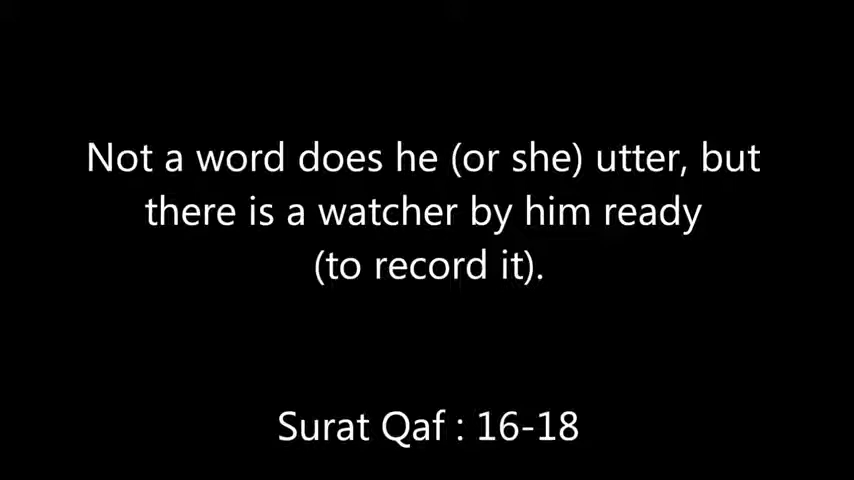 Not a word does he (or she) utter, but
there is a watcher by him ready
(to record it).
Surat Qaf : 16-18